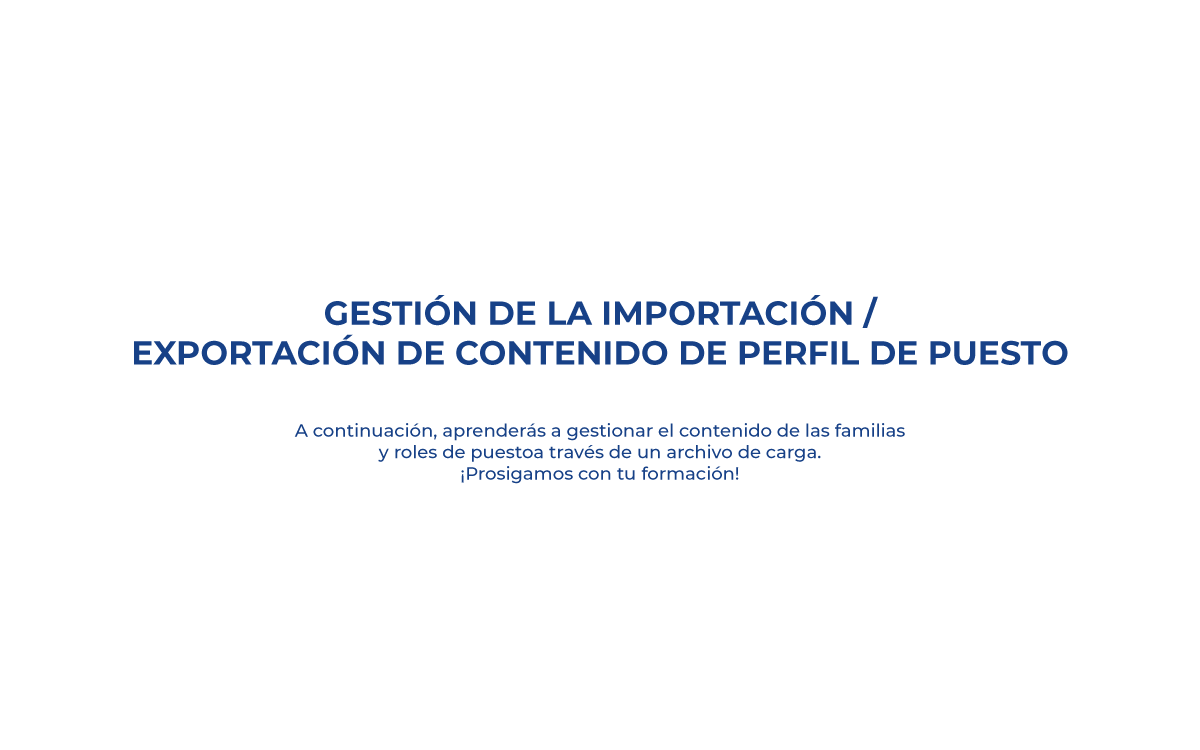 GESTIÓN DE LA IMPORTACIÓN /
EXPORTACIÓN DE CONTENIDO DE PERFIL DE PUESTO
A continuación, aprenderás a gestionar el contenido de las familias
y roles de puestoa través de un archivo de carga.
¡Prosigamos con tu formación!